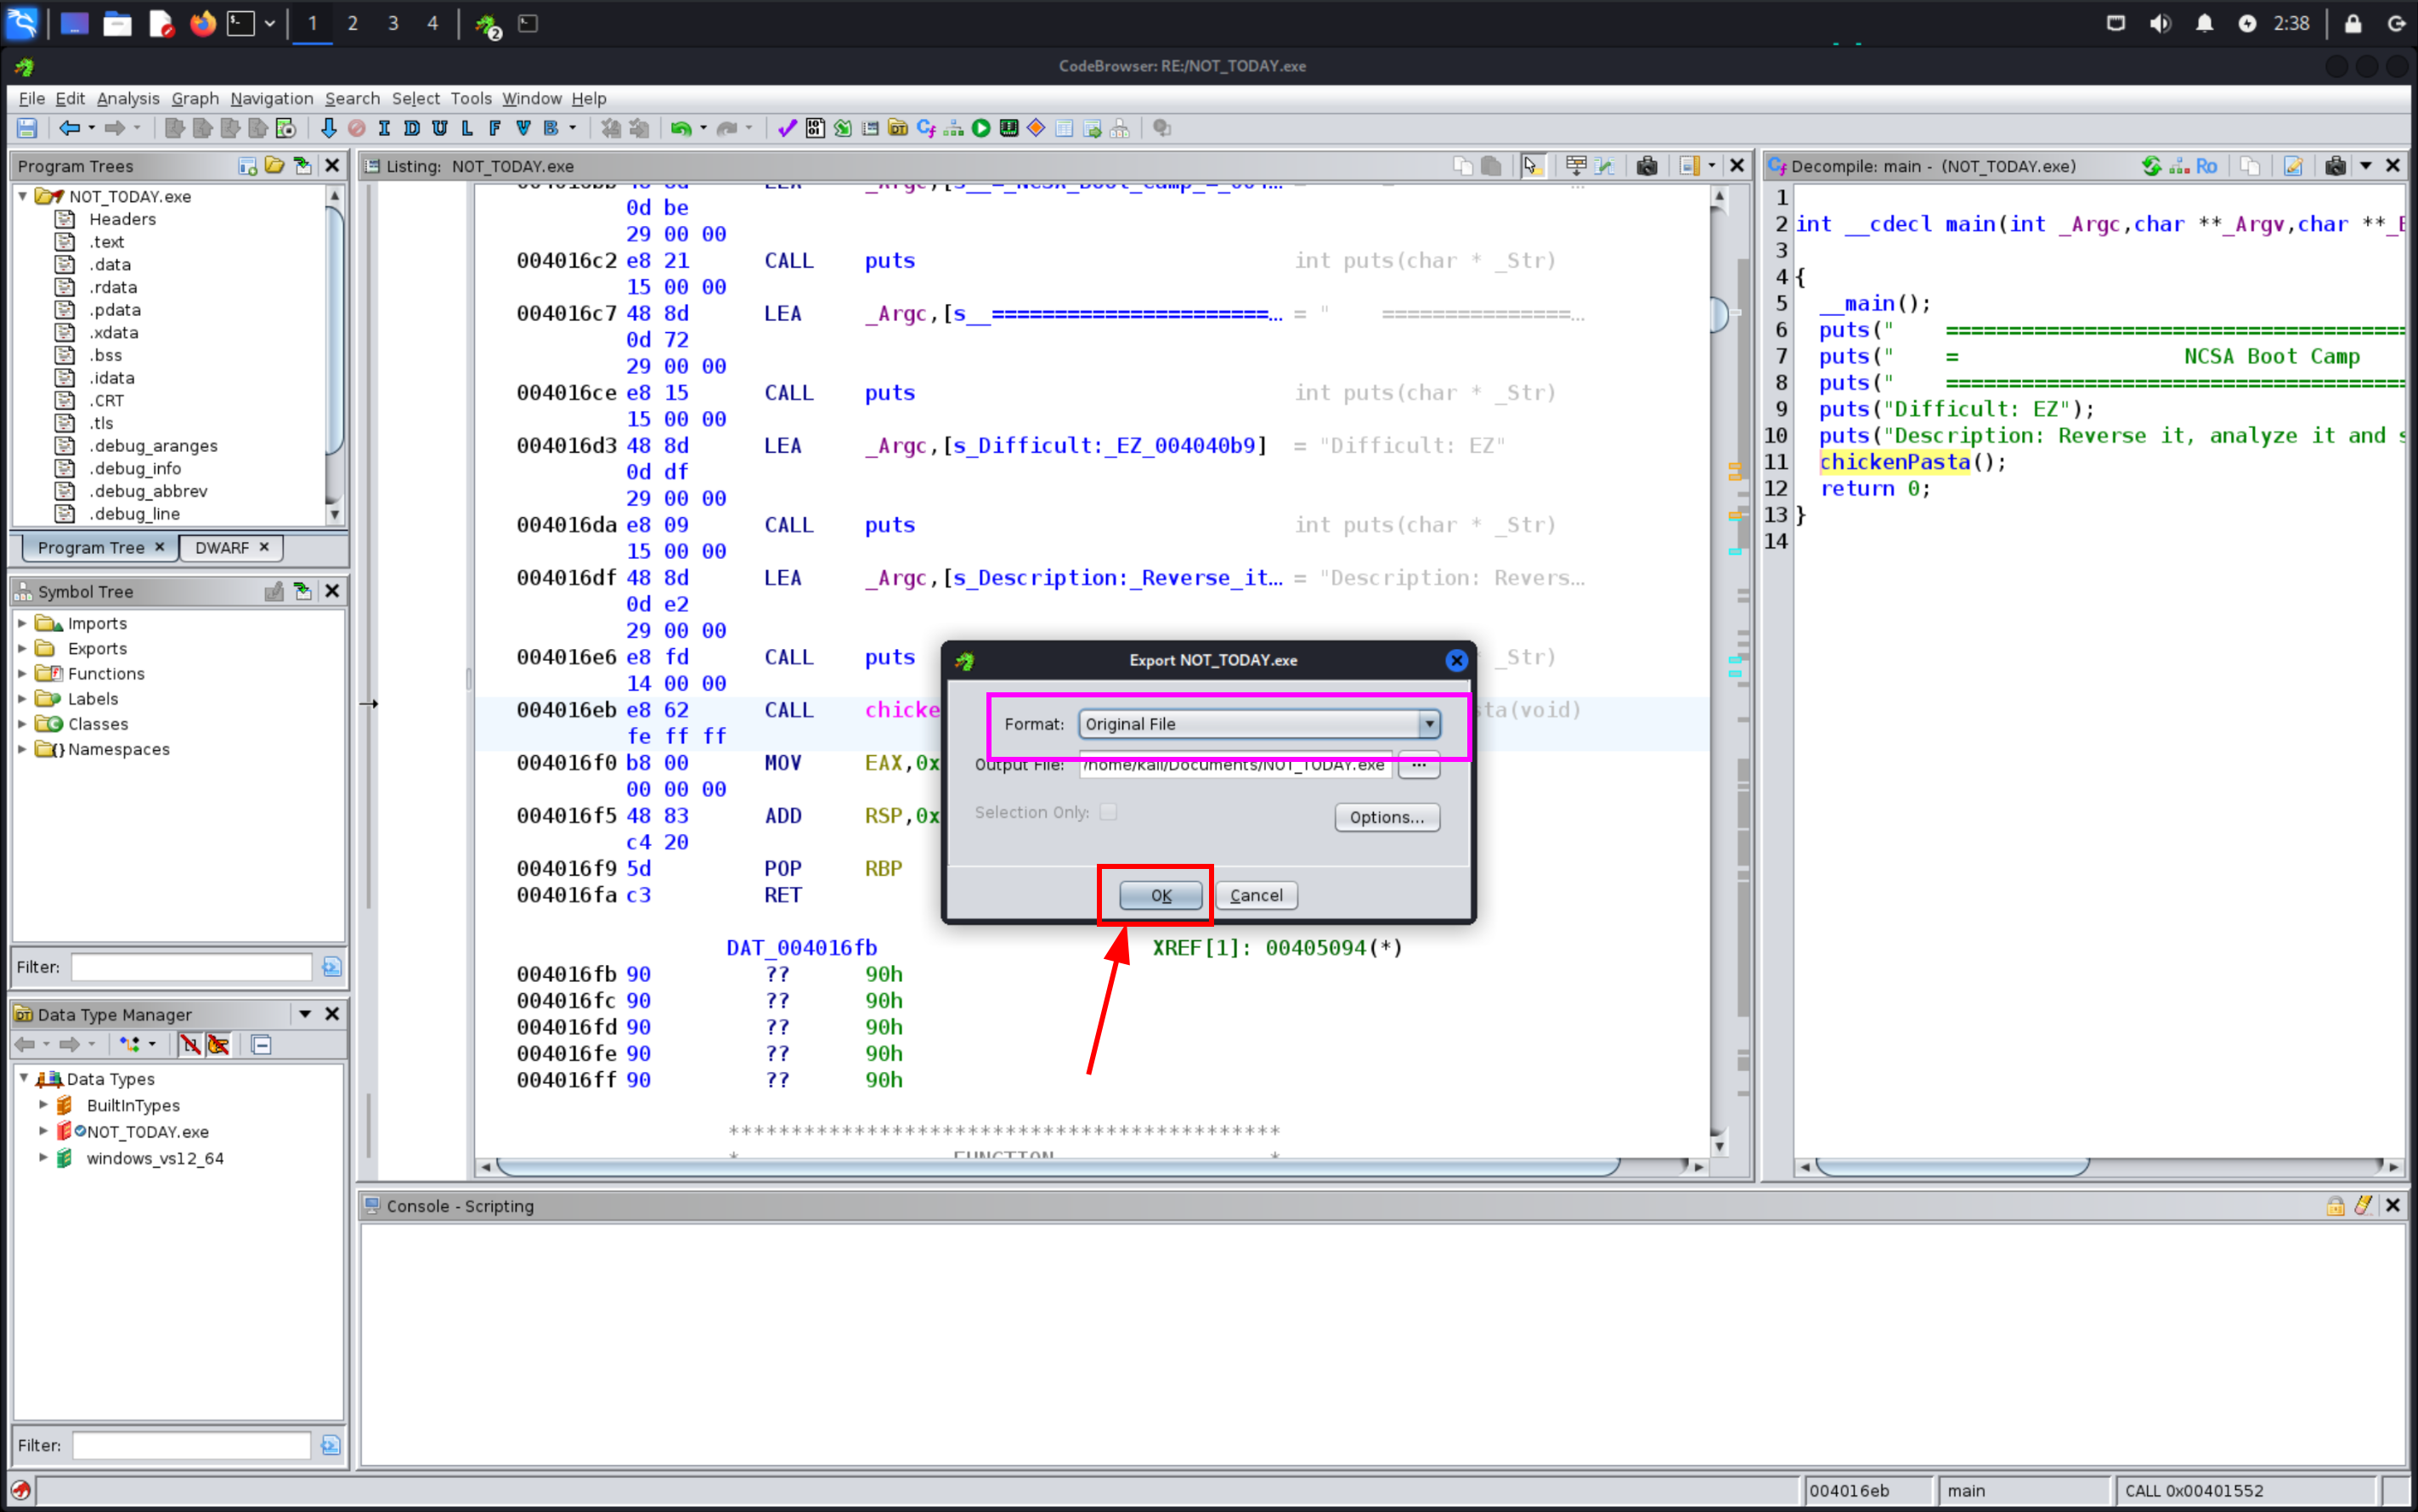 1 2 3 4 2 2:38
CodeBrowser: RE:/NOT_TODAY.exe
File Edit Analysis Graph Navigation Search Select Tools Window Help
I D U L F V B
Program Trees
NOT_TODAY.exe
Headers
.text
.data
.rdata
.pdata
.xdata
.bss
.idata
.CRT
.tls
.debug_aranges
.debug_info
.debug_abbrev
.debug_line
Program Tree × DWARF ×
Symbol Tree
Imports
Exports
Functions
Labels
Classes
Namespaces
Filter:
Data Type Manager
Data Types
BuiltInTypes
NOT_TODAY.exe
windows_vs12_64
Filter:
Listing: NOT_TODAY.exe
0d be
29 00 00
004016c2 e8 21 CALL puts int puts(char * _Str)
15 00 00
004016c7 48 8d LEA _Argc,[s__======================... = " ===============...
0d 72
29 00 00
004016ce e8 15 CALL puts int puts(char * _Str)
15 00 00
004016d3 48 8d LEA _Argc,[s_Difficult:_EZ_004040b9] = "Difficult: EZ"
0d df
29 00 00
004016da e8 09 CALL puts int puts(char * _Str)
15 00 00
004016df 48 8d LEA _Argc,[s_Description:_Reverse_it... = "Description: Revers...
0d e2
29 00 00
004016e6 e8 fd CALL puts * _Str)
14 00 00
004016eb e8 62 CALL chicke sta(void)
fe ff ff
004016f0 b8 00 MOV EAX,0x
00 00 00
004016f5 48 83 ADD RSP,0x
c4 20
004016f9 5d POP RBP
004016fa c3 RET
DAT_004016fb XREF[1]: 00405094(*)
004016fb 90 ?? 90h
004016fc 90 ?? 90h
004016fd 90 ?? 90h
004016fe 90 ?? 90h
004016ff 90 ?? 90h
********************************************
* FUNCTION *
Export NOT_TODAY.exe
Format: Original File
Output File: /home/kali/Documents/NOT_TODAY.exe ...
Selection Only:
Options...
OK Cancel
Decompile: main - (NOT_TODAY.exe) Ro
1
2 int __cdecl main(int _Argc,char **_Argv,char **_E
3
4 {
5 __main();
6 puts(" =====================================
7 puts(" = NCSA Boot Camp
8 puts(" =====================================
9 puts("Difficult: EZ");
10 puts("Description: Reverse it, analyze it and s
11 chickenPasta();
12 return 0;
13 }
14
Console - Scripting
004016eb main CALL 0x00401552